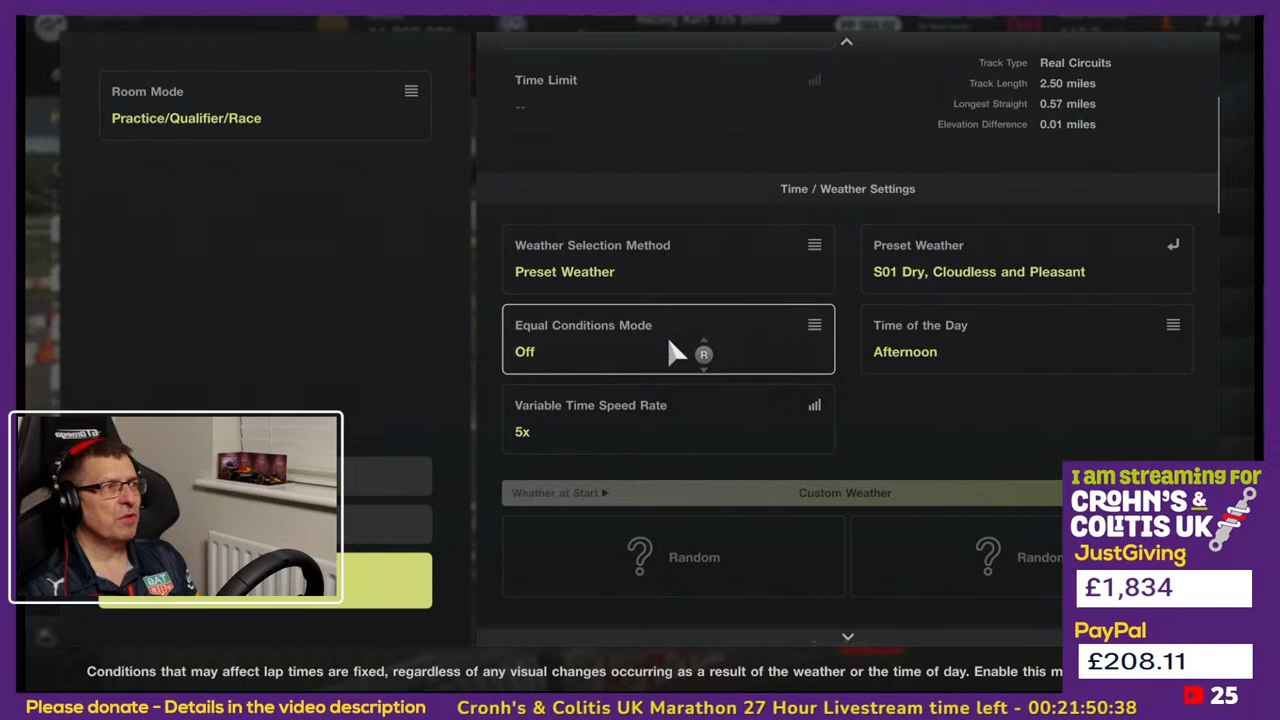 Room Mode
Practice/Qualifier/Race
Time Limit
--
Track Type Real Circuits
Track Length 2.50 miles
Longest Straight 0.57 miles
Elevation Difference 0.01 miles
Time / Weather Settings
Weather Selection Method
Preset Weather
Preset Weather
S01 Dry, Cloudless and Pleasant
Equal Conditions Mode
Off
R
Time of the Day
Afternoon
Variable Time Speed Rate
5x
Weather at Start
Custom Weather
? Random
? Random
Conditions that may affect lap times are fixed, regardless of any visual changes occurring as a result of the weather or the time of day. Enable this m
GT Omega
TAG
I am streaming FOR
CROHN'S &
COLITIS UK
JustGiving
£1,834
PayPal
£208.11
25
Please donate - Details in the video description
Cronh's & Colitis UK Marathon 27 Hour Livestream time left - 00:21:50:38